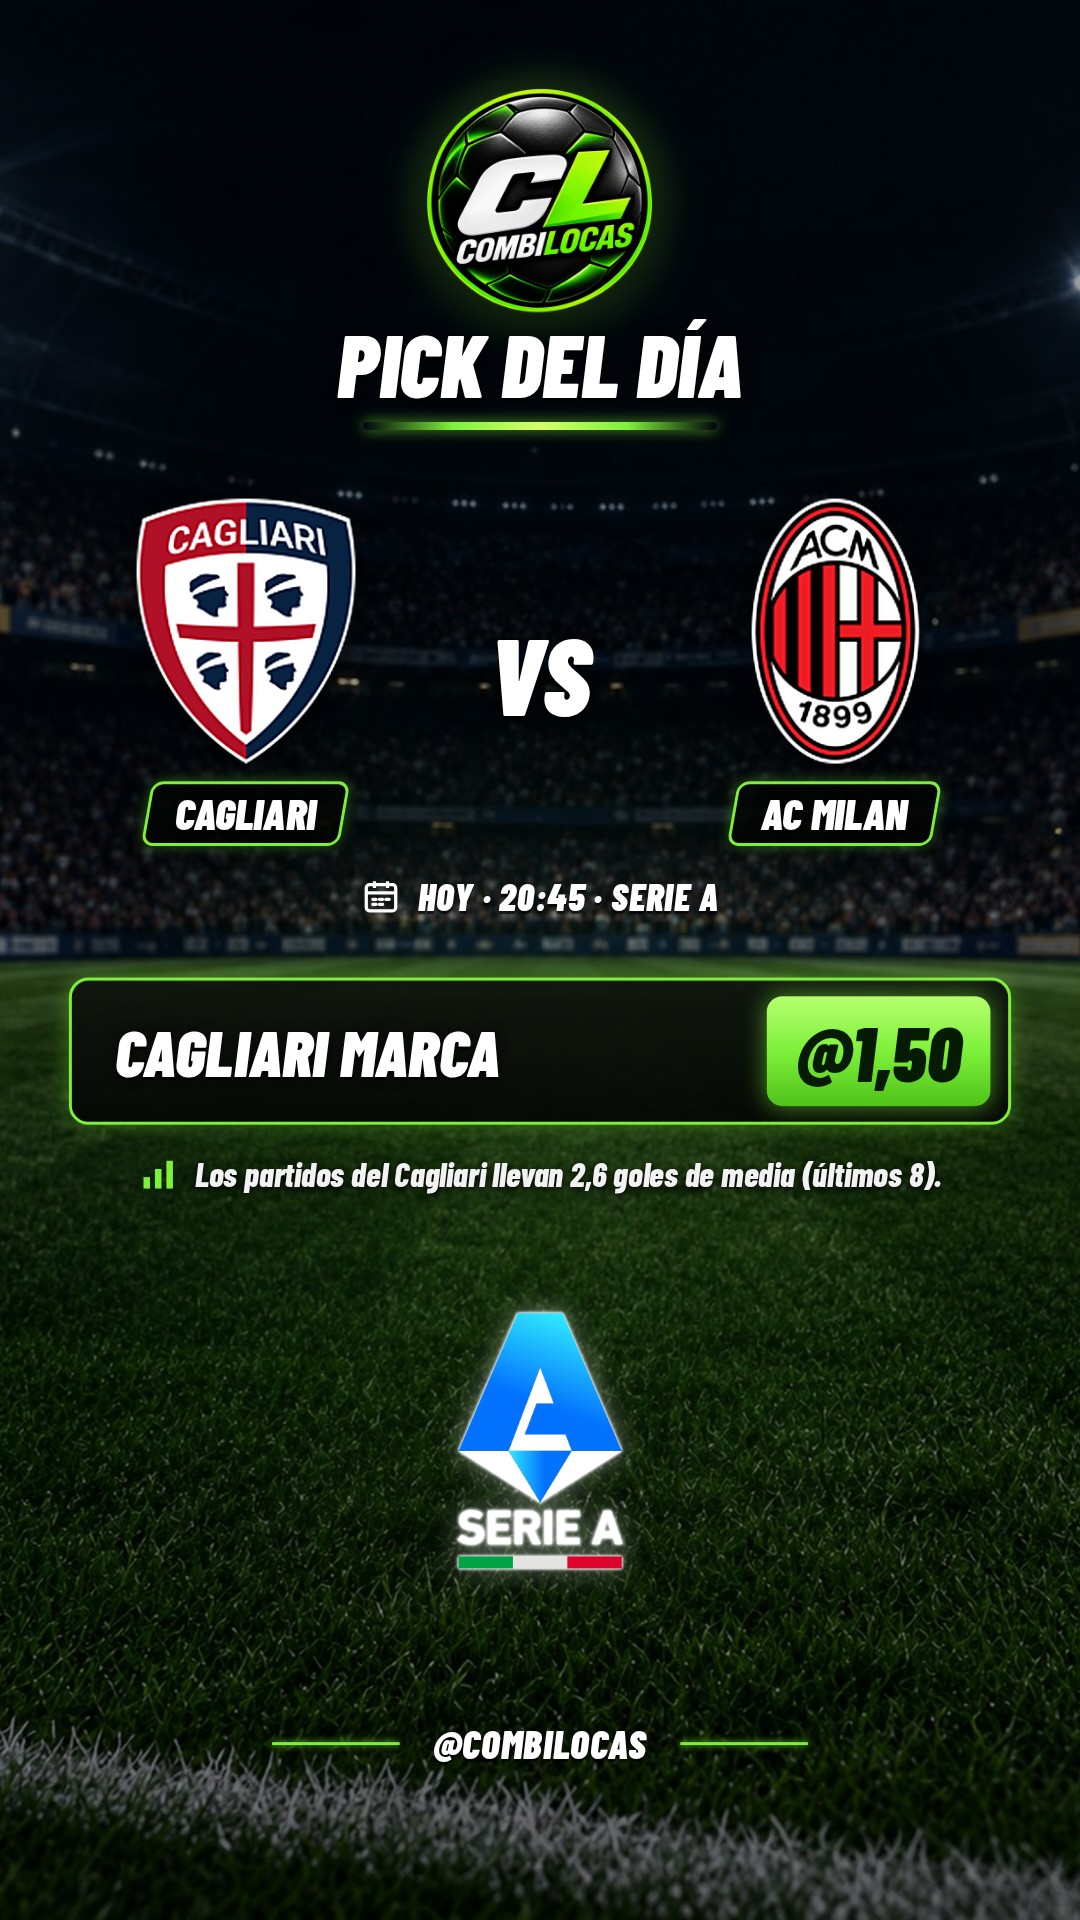 CL
COMBILOCAS
PICK DEL DÍA
CAGLIARI
ACM
1899
VS
CAGLIARI
AC MILAN
HOY · 20:45 · SERIE A
CAGLIARI MARCA
@1,50
Los partidos del Cagliari llevan 2,6 goles de media (últimos 8).
SERIE A
@COMBILOCAS